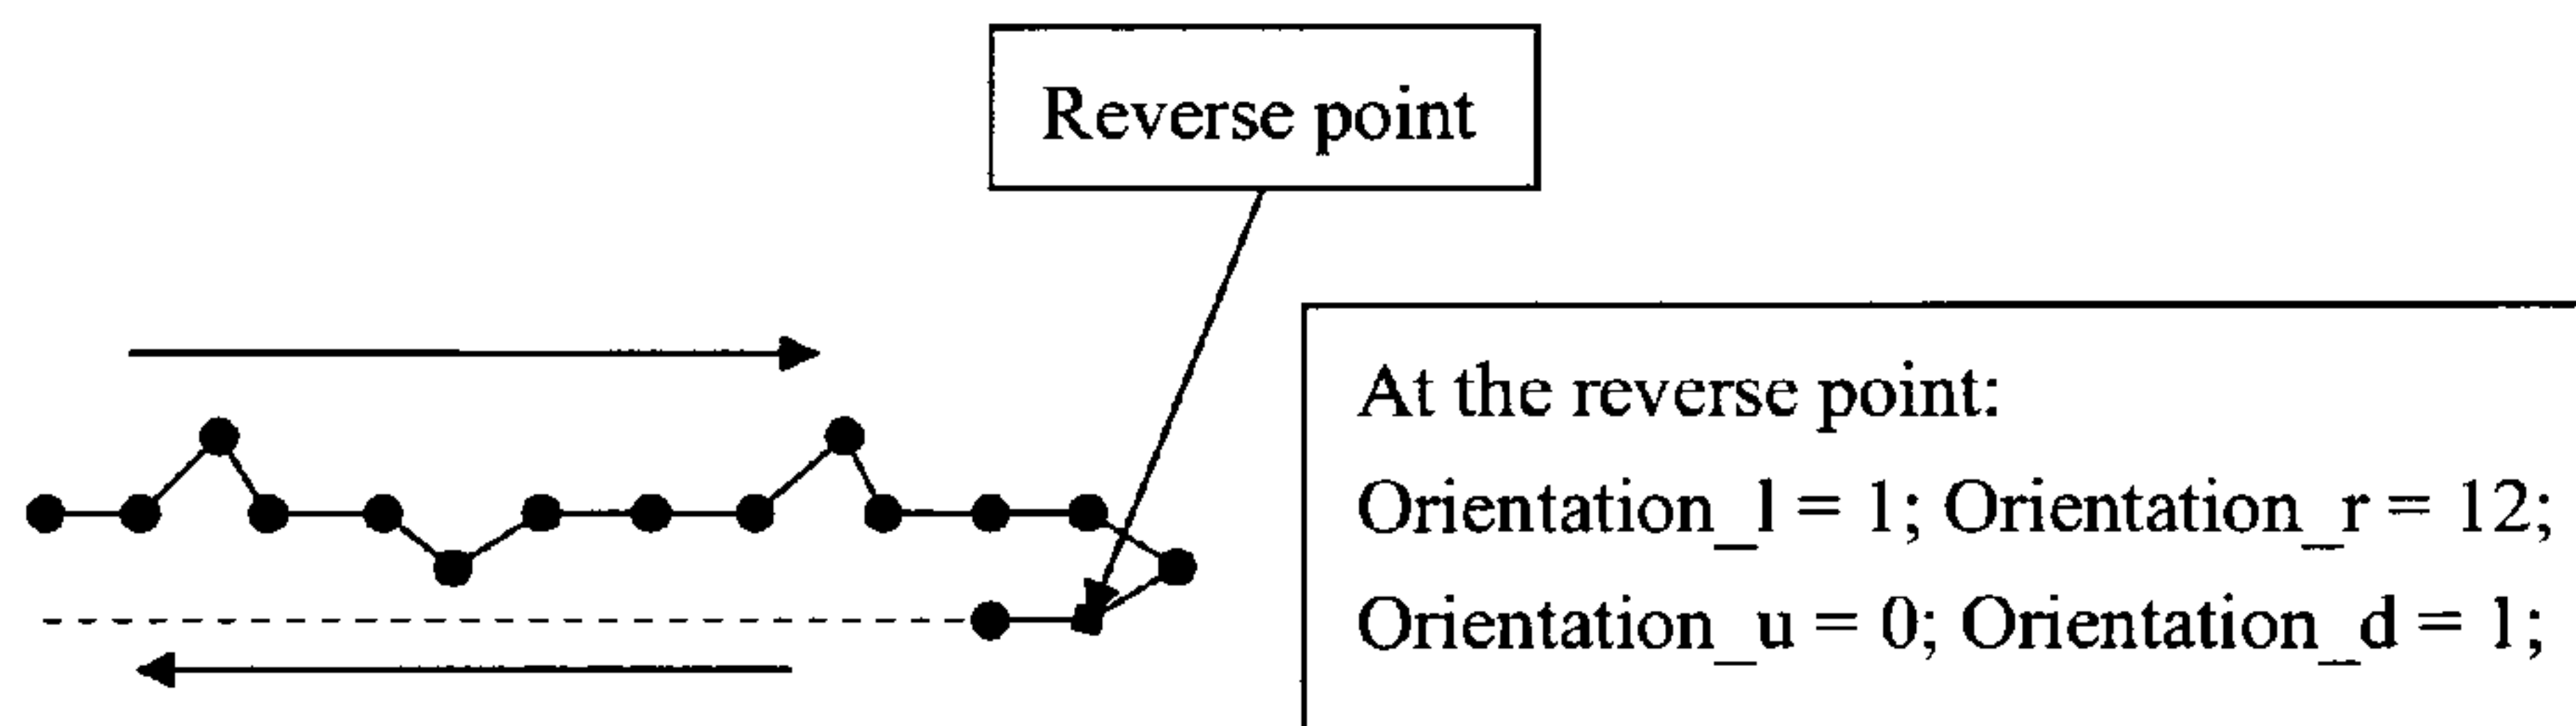 Reverse point
At the reverse point:
Orientation_l = 1; Orientation_r = 12;
Orientation_u = 0; Orientation_d = 1;